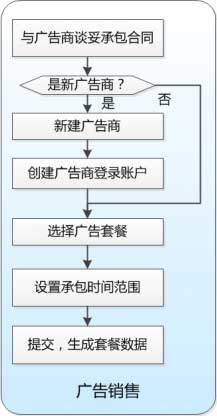 与广告商谈妥承包合同
是新广告商？
是
否
新建广告商
创建广告商登录账户
选择广告套餐
设置承包时间范围
提交，生成套餐数据
广告销售